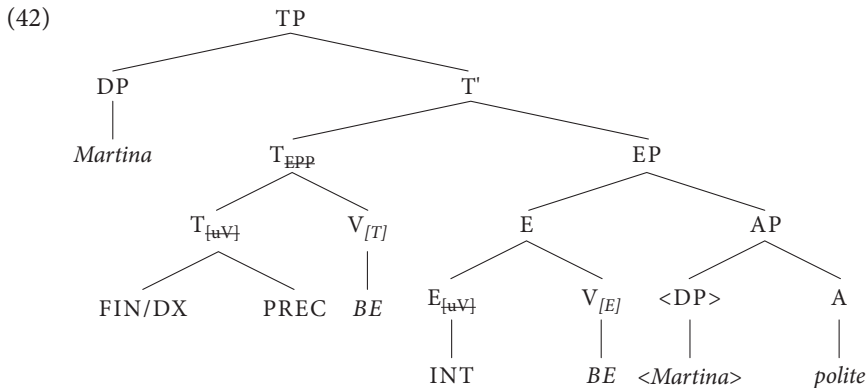 (42) TP
DP T'
Martina T_EPP EP
T_[uV] V_[T] E AP
FIN/DX PREC BE E_[uV] V_[E] <DP> A
INT BE <Martina> polite